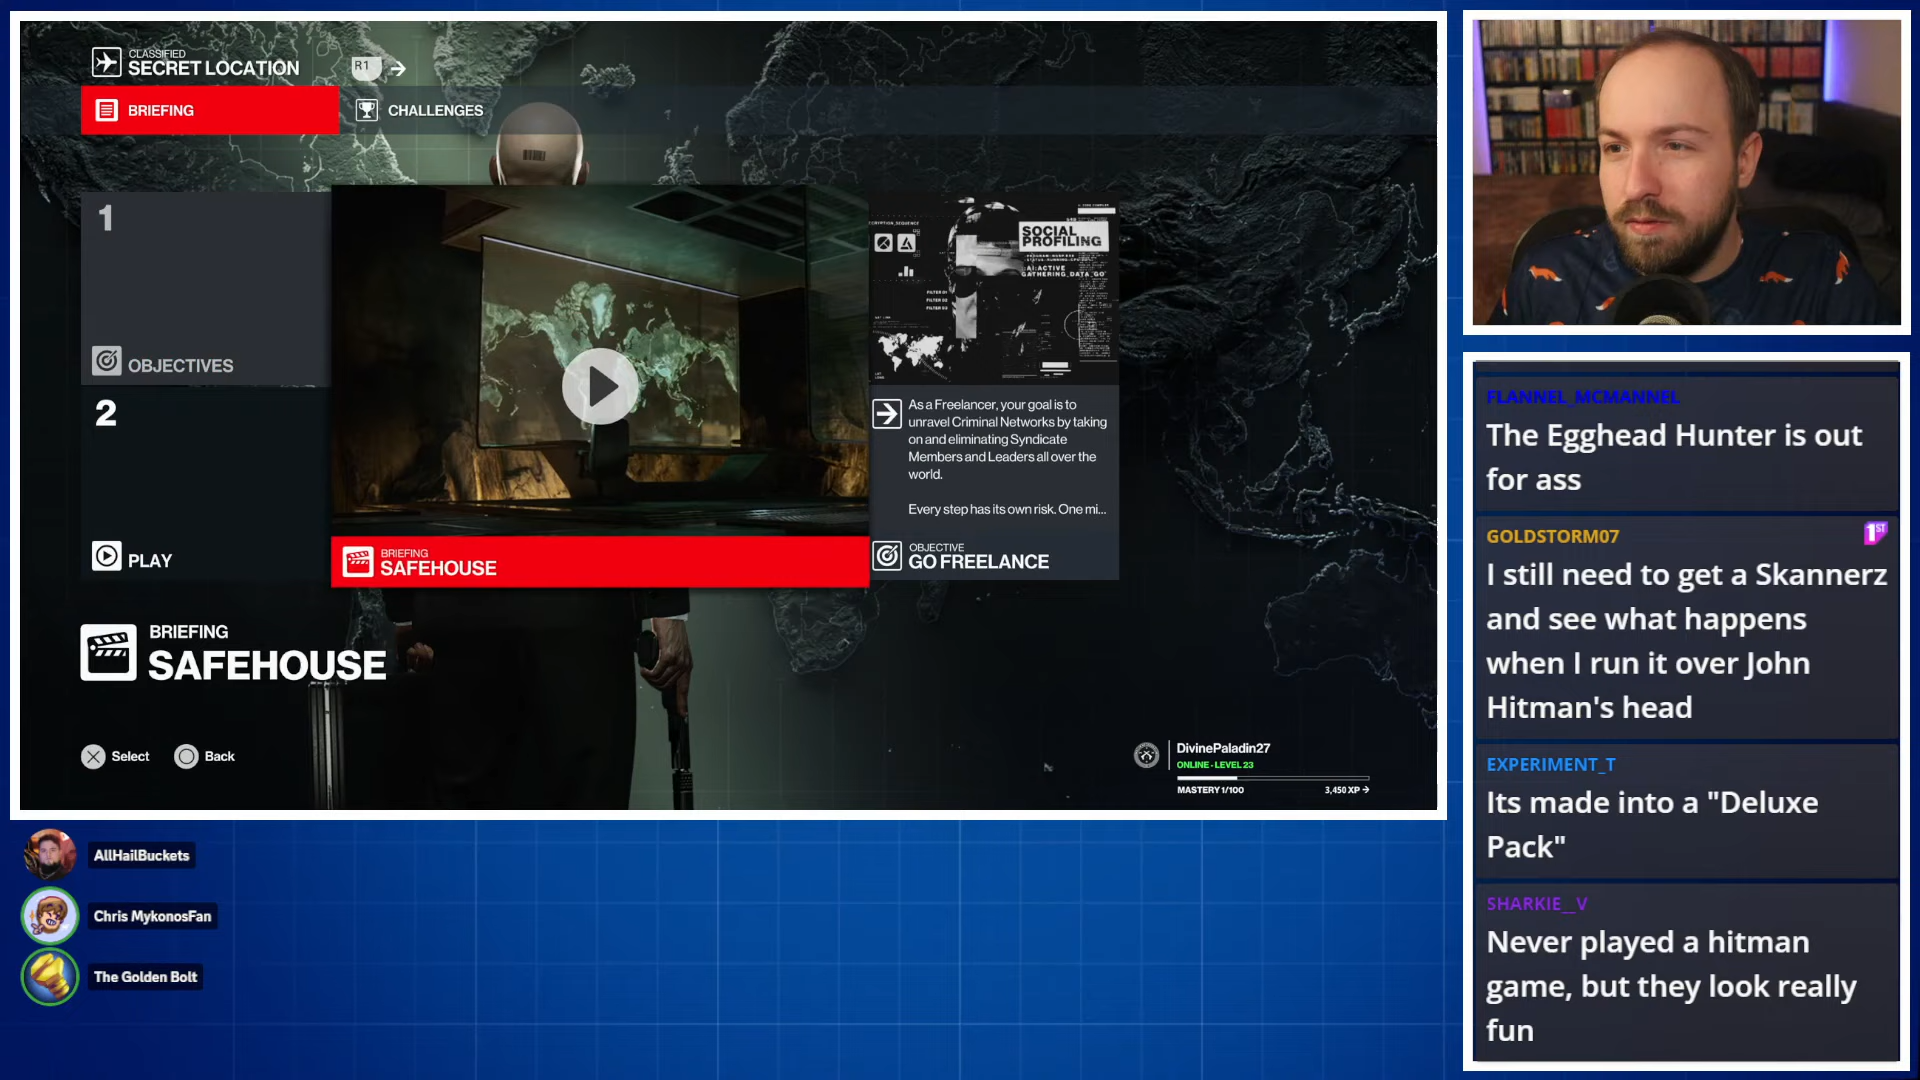 CLASSIFIED
SECRET LOCATION
R1
BRIEFING
CHALLENGES
1
OBJECTIVES
2
PLAY
BRIEFING
SAFEHOUSE
SOCIAL
PROFILING
As a Freelancer, your goal is to
unravel Criminal Networks by taking
on and eliminating Syndicate
Members and Leaders all over the
world.
Every step has its own risk. One mi...
OBJECTIVE
GO FREELANCE
BRIEFING
SAFEHOUSE
Select
Back
DivinePaladin27
ONLINE - LEVEL 23
MASTERY 1/100
3,450 XP
AllHailBuckets
Chris MykonosFan
The Golden Bolt
FLANNEL_MCMANNEL
The Egghead Hunter is out
for ass
GOLDSTORM07
1ST
I still need to get a Skannerz
and see what happens
when I run it over John
Hitman's head
EXPERIMENT_T
Its made into a "Deluxe
Pack"
SHARKIE__V
Never played a hitman
game, but they look really
fun